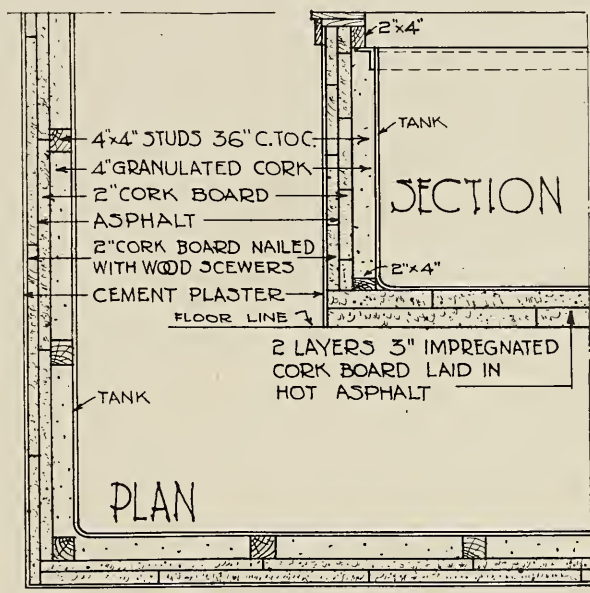 2"x4"
TANK
4"x4" STUDS 36" C.TO C.
4" GRANULATED CORK
2" CORK BOARD
ASPHALT
2" CORK BOARD NAILED
WITH WOOD SCEWERS
CEMENT PLASTER
FLOOR LINE
SECTION
2"x4"
2 LAYERS 3" IMPREGNATED
CORK BOARD LAID IN
HOT ASPHALT
TANK
PLAN